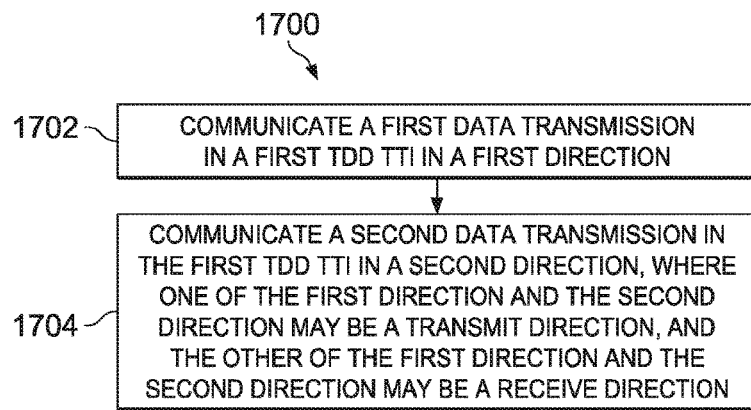 1700
1702
COMMUNICATE A FIRST DATA TRANSMISSION
IN A FIRST TDD TTI IN A FIRST DIRECTION
1704
COMMUNICATE A SECOND DATA TRANSMISSION IN
THE FIRST TDD TTI IN A SECOND DIRECTION, WHERE
ONE OF THE FIRST DIRECTION AND THE SECOND
DIRECTION MAY BE A TRANSMIT DIRECTION, AND
THE OTHER OF THE FIRST DIRECTION AND THE
SECOND DIRECTION MAY BE A RECEIVE DIRECTION